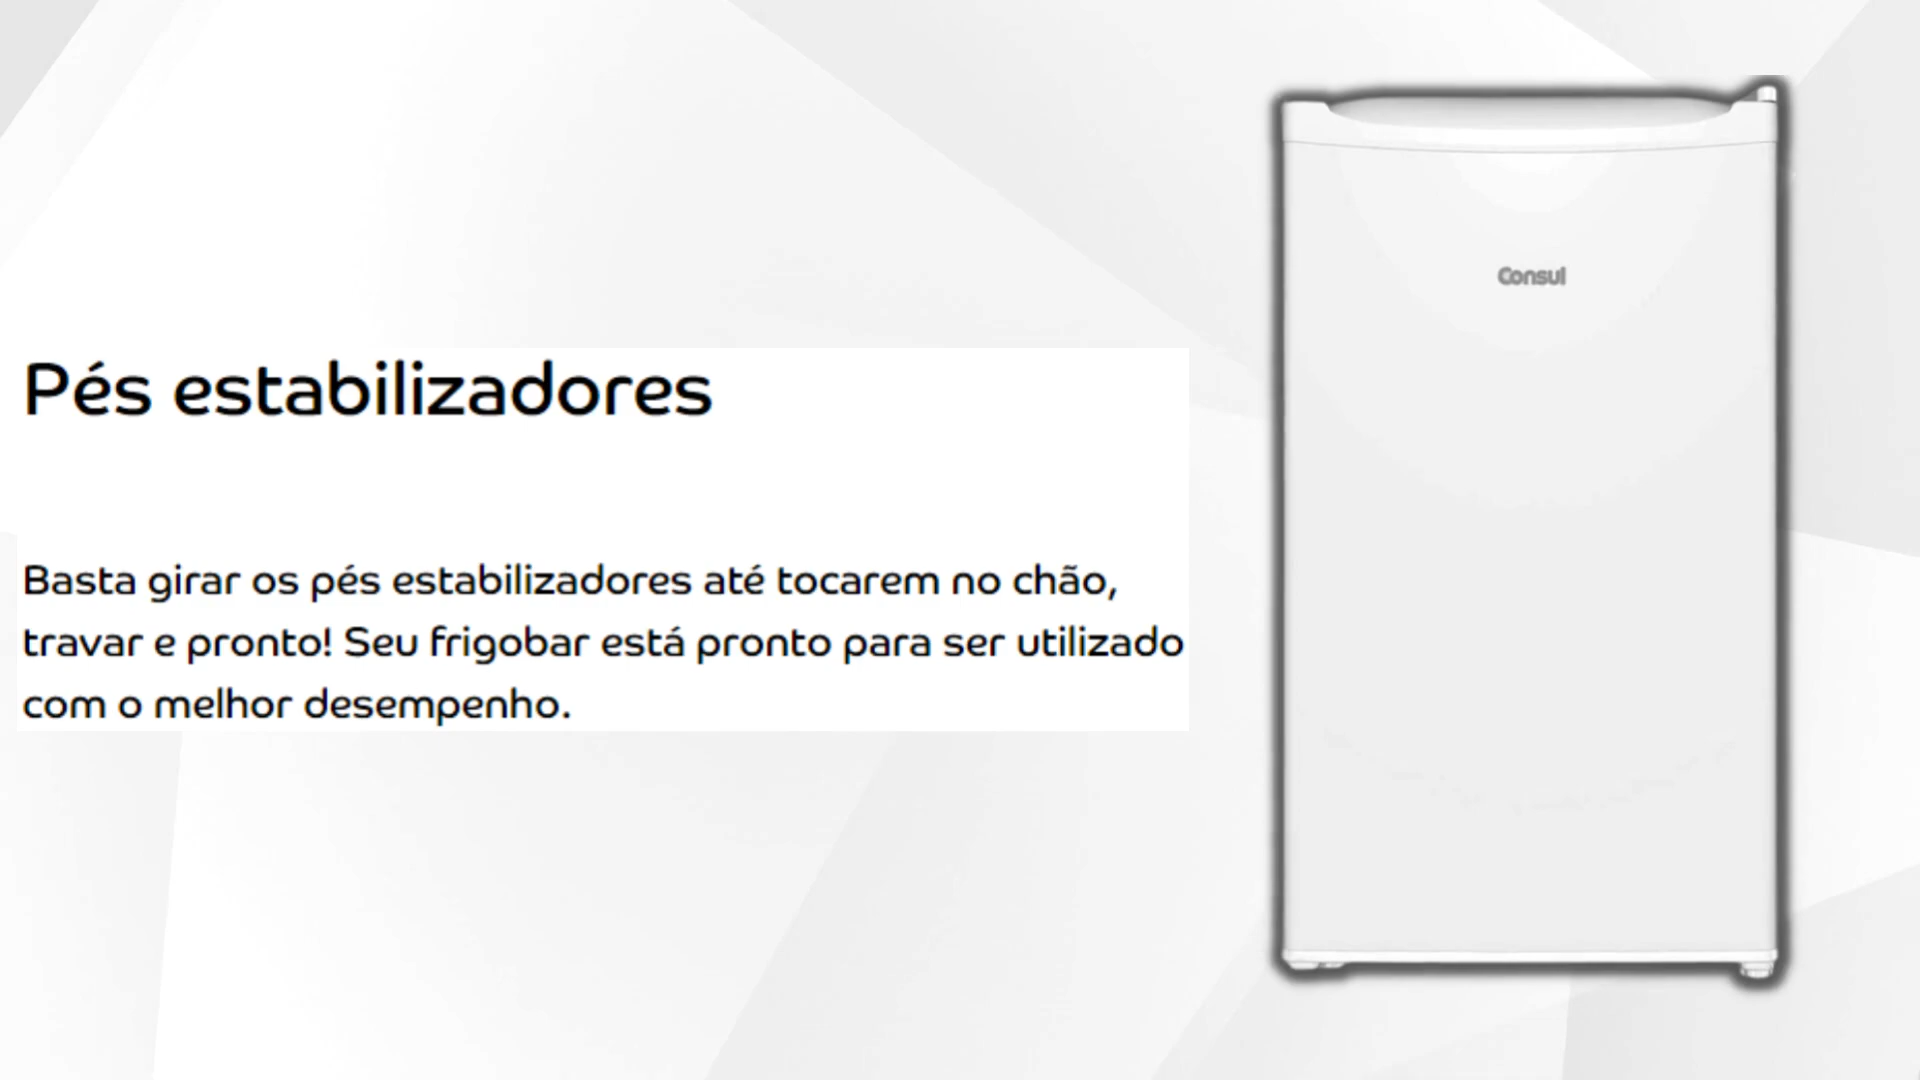 Pés estabilizadores
Basta girar os pés estabilizadores até tocarem no chão,
travar e pronto! Seu frigobar está pronto para ser utilizado
com o melhor desempenho.
Consul